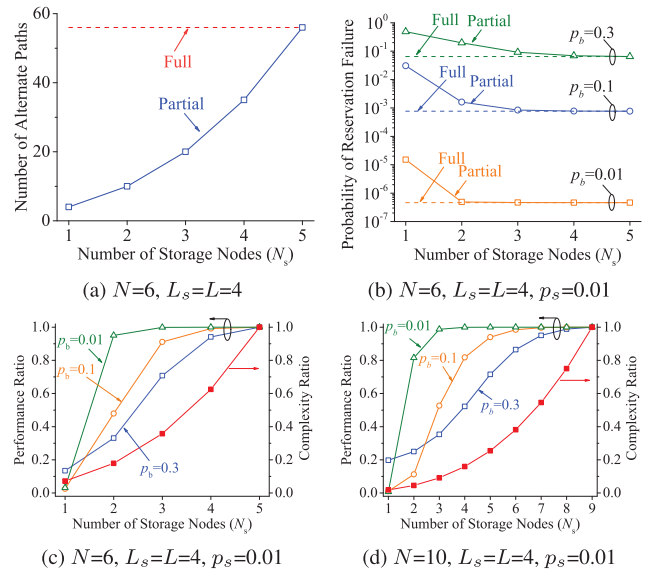 60
40
20
0
Number of Alternate Paths
Full
Partial
1 2 3 4 5
Number of Storage Nodes (Ns)
(a) N=6, Ls=L=4
10^0
10^-1
10^-2
10^-3
10^-4
10^-5
10^-6
10^-7
Probability of Reservation Failure
Full Partial
pb=0.3
Full
Partial
pb=0.1
Full
Partial
pb=0.01
1 2 3 4 5
Number of Storage Nodes (Ns)
(b) N=6, Ls=L=4, ps=0.01
1.0
0.8
0.6
0.4
0.2
0.0
Performance Ratio
pb=0.01
pb=0.1
pb=0.3
1.0
0.8
0.6
0.4
0.2
0.0
Complexity Ratio
1 2 3 4 5
Number of Storage Nodes (Ns)
(c) N=6, Ls=L=4, ps=0.01
1.0
0.8
0.6
0.4
0.2
0.0
Performance Ratio
pb=0.01
pb=0.1
pb=0.3
1.0
0.8
0.6
0.4
0.2
0.0
Complexity Ratio
1 2 3 4 5 6 7 8 9
Number of Storage Nodes (Ns)
(d) N=10, Ls=L=4, ps=0.01